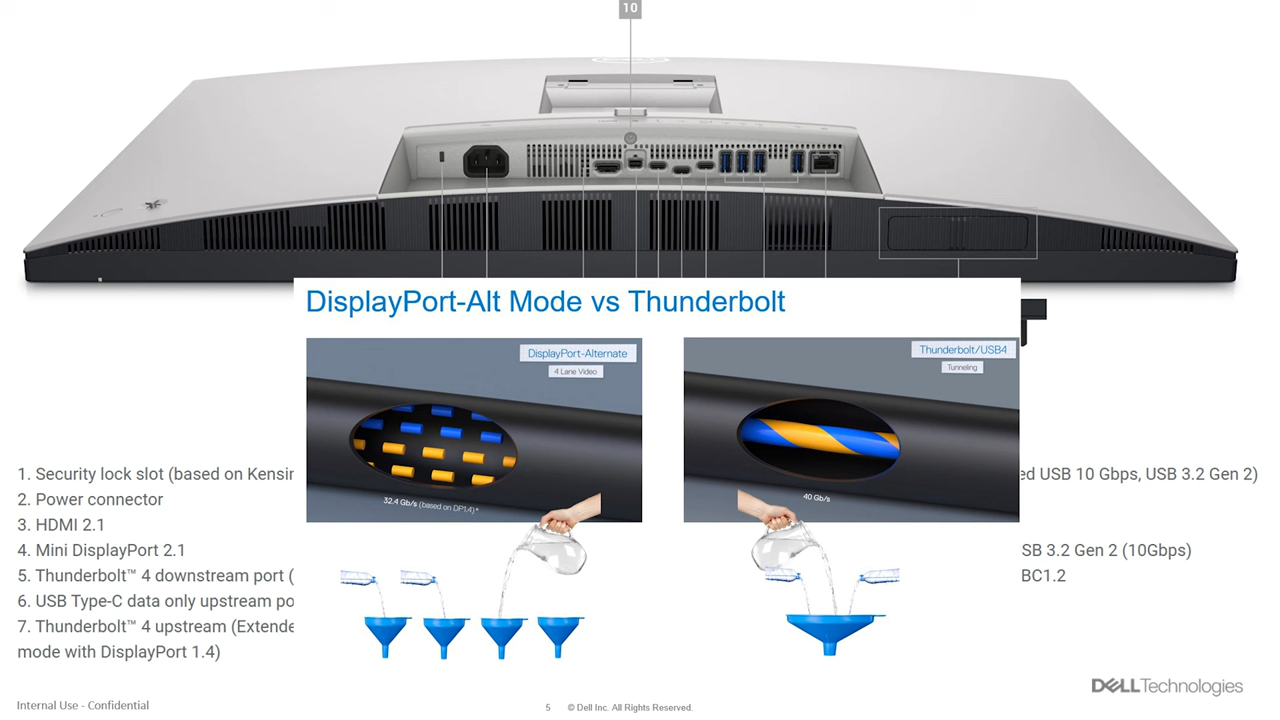 10
DisplayPort-Alt Mode vs Thunderbolt
DisplayPort-Alternate
4 Lane Video
32.4 Gb/s (based on DP1.4)*
Thunderbolt/USB4
Tunneling
40 Gb/s
1. Security lock slot (based on Kensin
2. Power connector
3. HDMI 2.1
4. Mini DisplayPort 2.1
5. Thunderbolt™ 4 downstream port (
6. USB Type-C data only upstream po
7. Thunderbolt™ 4 upstream (Extende
mode with DisplayPort 1.4)
ed USB 10 Gbps, USB 3.2 Gen 2)
SB 3.2 Gen 2 (10Gbps)
BC1.2
Internal Use - Confidential
5 © Dell Inc. All Rights Reserved.
DELL Technologies